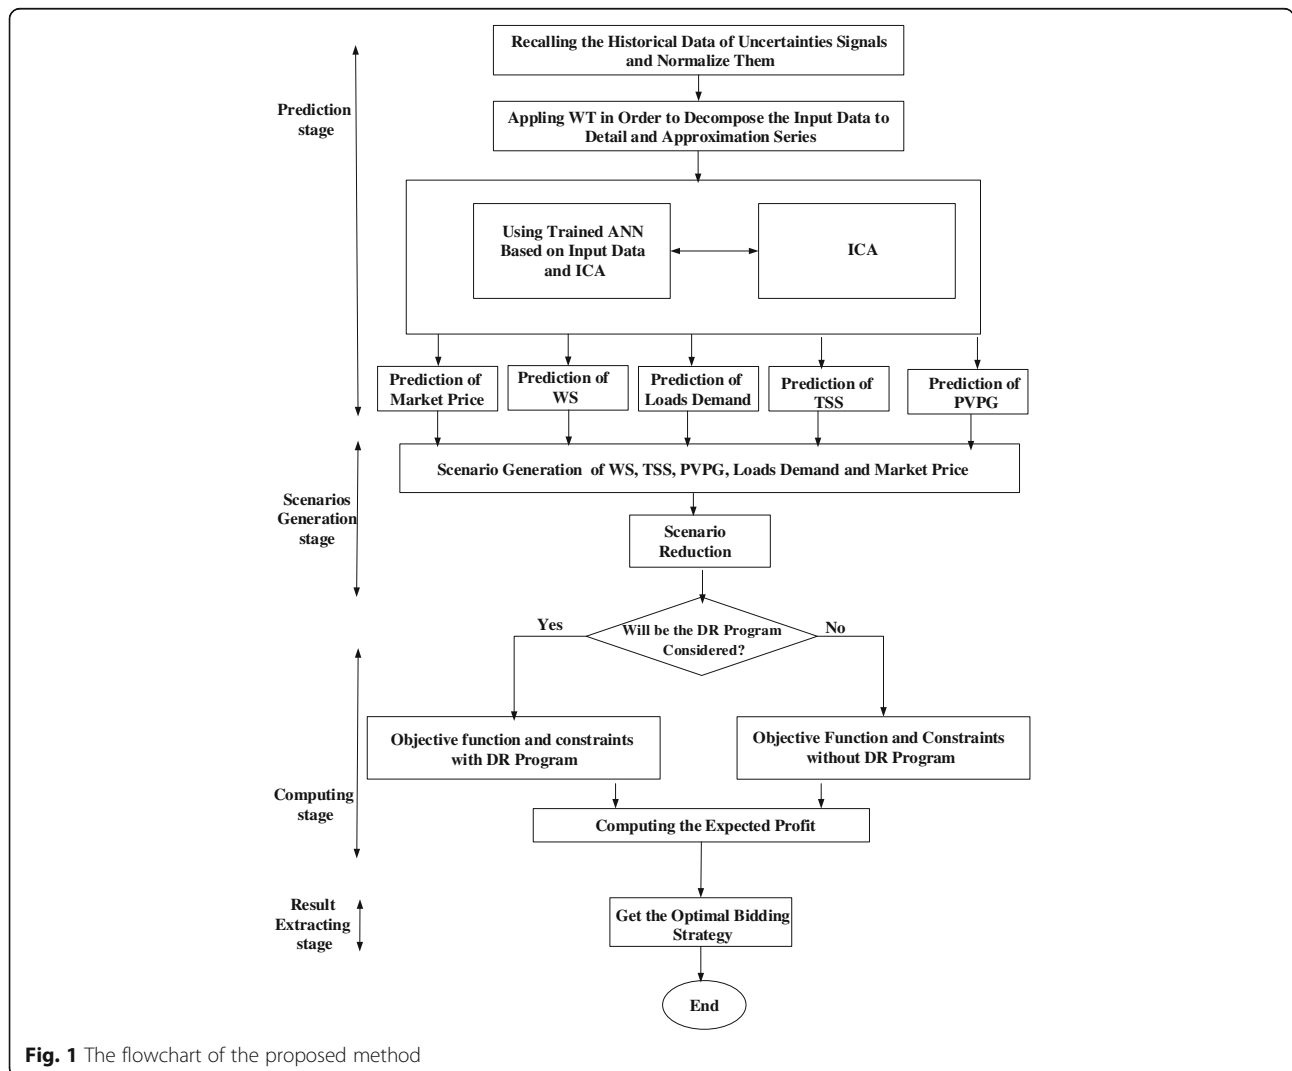 Recalling the Historical Data of Uncertainties Signals
and Normalize Them
Prediction
stage
Appling WT in Order to Decompose the Input Data to
Detail and Approximation Series
Using Trained ANN
Based on Input Data
and ICA
ICA
Prediction of
Market Price
Prediction of
WS
Prediction of
Loads Demand
Prediction of
TSS
Prediction of
PVPG
Scenario Generation of WS, TSS, PVPG, Loads Demand and Market Price
Scenarios
Generation
stage
Scenario
Reduction
Yes
Will be the DR Program
Considered?
No
Objective function and constraints
with DR Program
Objective Function and Constraints
without DR Program
Computing
stage
Computing the Expected Profit
Result
Extracting
stage
Get the Optimal Bidding
Strategy
End
Fig. 1 The flowchart of the proposed method